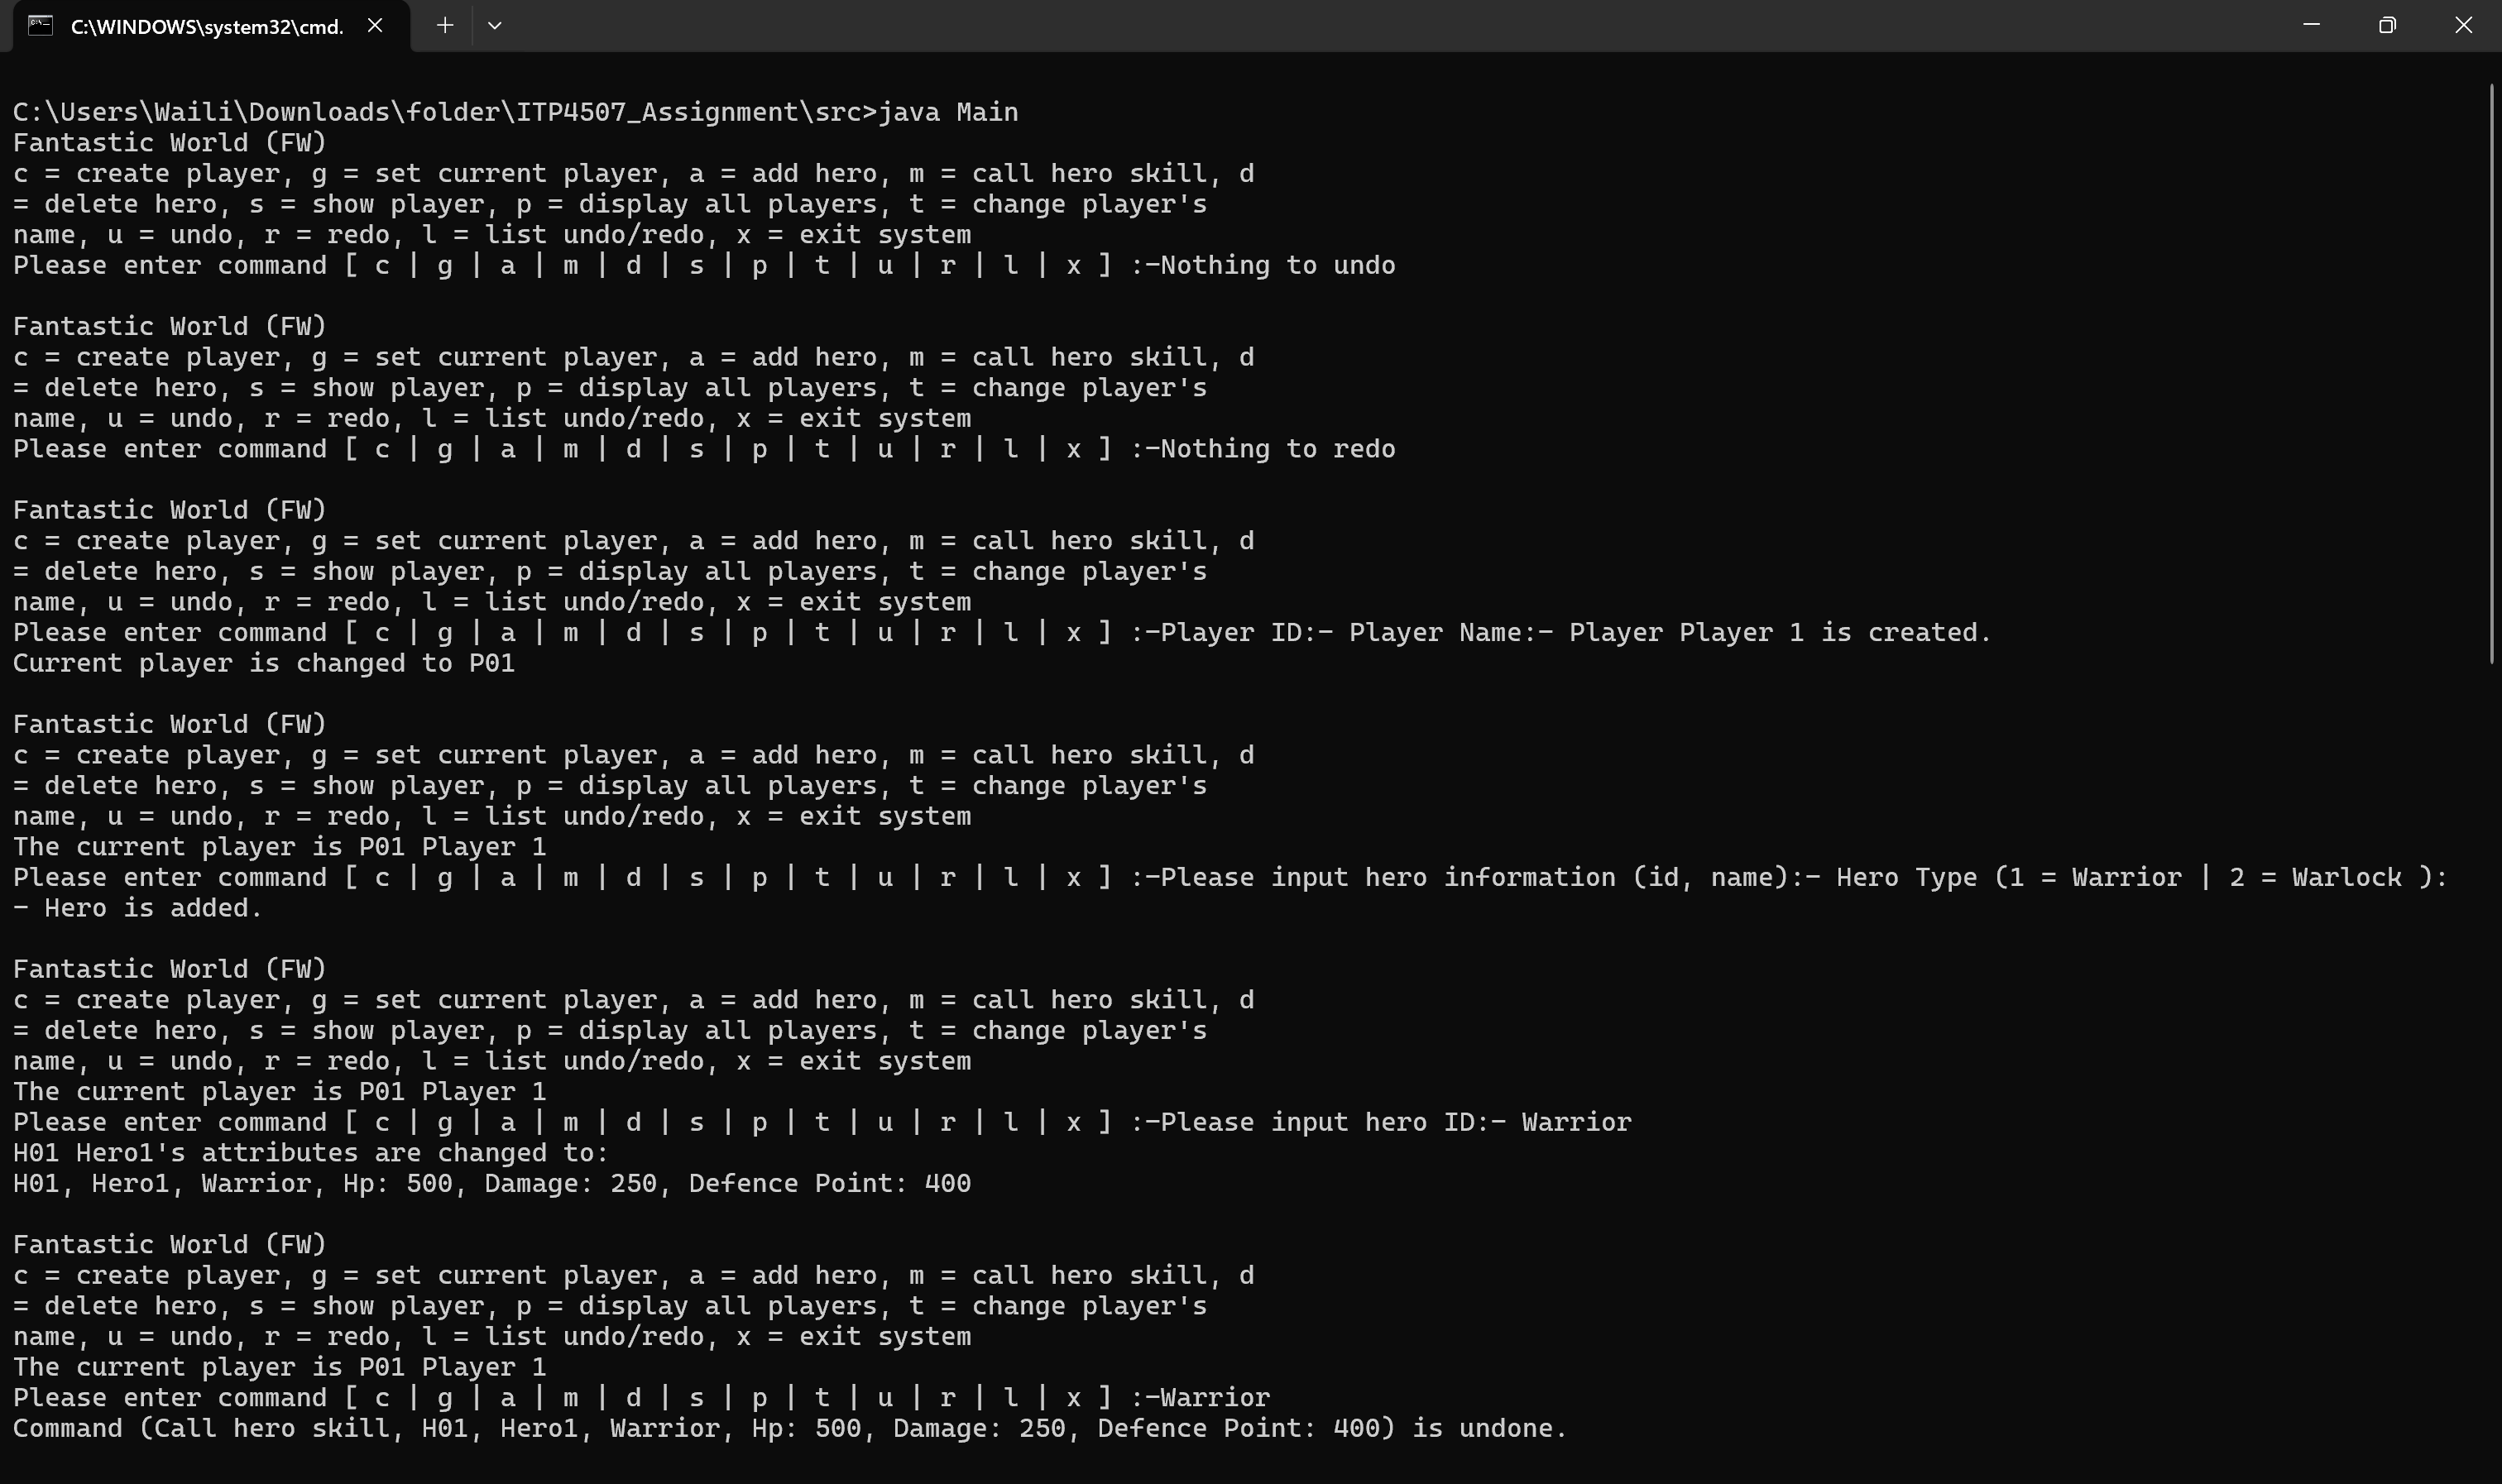 C:\WINDOWS\system32\cmd.
C:\Users\Waili\Downloads\folder\ITP4507_Assignment\src>java Main
Fantastic World (FW)
c = create player, g = set current player, a = add hero, m = call hero skill, d
= delete hero, s = show player, p = display all players, t = change player's
name, u = undo, r = redo, l = list undo/redo, x = exit system
Please enter command [ c | g | a | m | d | s | p | t | u | r | l | x ] :-Nothing to undo
Fantastic World (FW)
c = create player, g = set current player, a = add hero, m = call hero skill, d
= delete hero, s = show player, p = display all players, t = change player's
name, u = undo, r = redo, l = list undo/redo, x = exit system
Please enter command [ c | g | a | m | d | s | p | t | u | r | l | x ] :-Nothing to redo
Fantastic World (FW)
c = create player, g = set current player, a = add hero, m = call hero skill, d
= delete hero, s = show player, p = display all players, t = change player's
name, u = undo, r = redo, l = list undo/redo, x = exit system
Please enter command [ c | g | a | m | d | s | p | t | u | r | l | x ] :-Player ID:- Player Name:- Player Player 1 is created.
Current player is changed to P01
Fantastic World (FW)
c = create player, g = set current player, a = add hero, m = call hero skill, d
= delete hero, s = show player, p = display all players, t = change player's
name, u = undo, r = redo, l = list undo/redo, x = exit system
The current player is P01 Player 1
Please enter command [ c | g | a | m | d | s | p | t | u | r | l | x ] :-Please input hero information (id, name):- Hero Type (1 = Warrior | 2 = Warlock ):
- Hero is added.
Fantastic World (FW)
c = create player, g = set current player, a = add hero, m = call hero skill, d
= delete hero, s = show player, p = display all players, t = change player's
name, u = undo, r = redo, l = list undo/redo, x = exit system
The current player is P01 Player 1
Please enter command [ c | g | a | m | d | s | p | t | u | r | l | x ] :-Please input hero ID:- Warrior
H01 Hero1's attributes are changed to:
H01, Hero1, Warrior, Hp: 500, Damage: 250, Defence Point: 400
Fantastic World (FW)
c = create player, g = set current player, a = add hero, m = call hero skill, d
= delete hero, s = show player, p = display all players, t = change player's
name, u = undo, r = redo, l = list undo/redo, x = exit system
The current player is P01 Player 1
Please enter command [ c | g | a | m | d | s | p | t | u | r | l | x ] :-Warrior
Command (Call hero skill, H01, Hero1, Warrior, Hp: 500, Damage: 250, Defence Point: 400) is undone.